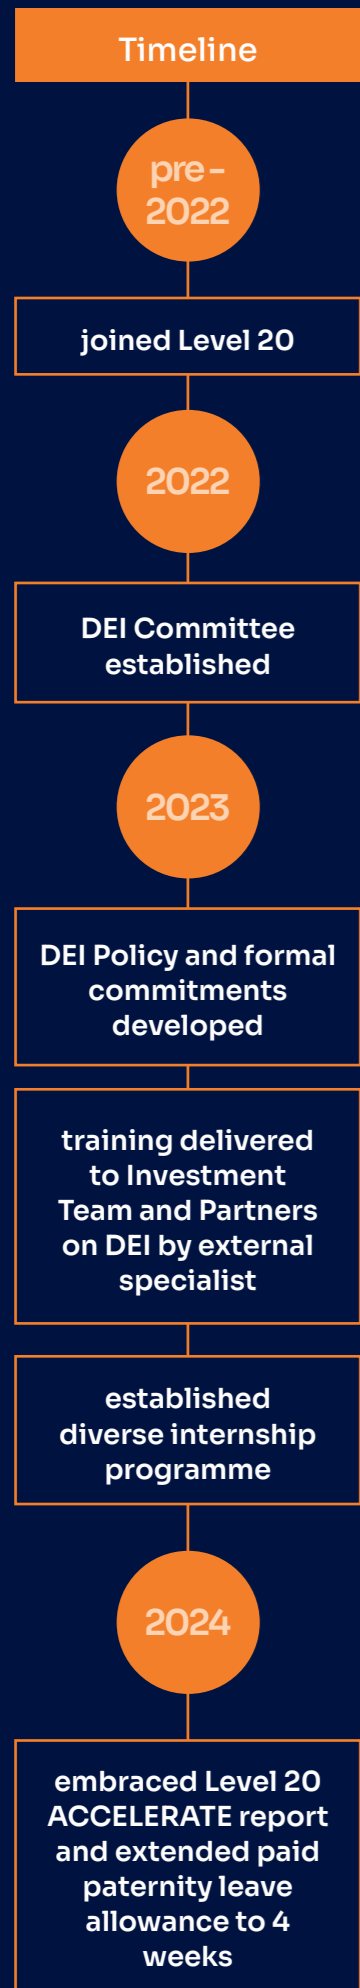 Timeline
pre-
2022
joined Level 20
2022
DEI Committee
established
2023
DEI Policy and formal
commitments
developed
training delivered
to Investment
Team and Partners
on DEI by external
specialist
established
diverse internship
programme
2024
embraced Level 20
ACCELERATE report
and extended paid
paternity leave
allowance to 4
weeks